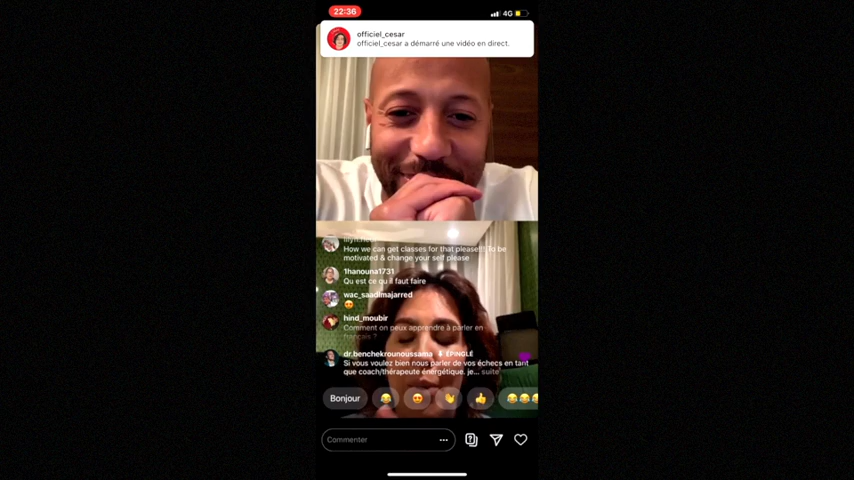 22:36
4G
officiel_cesar
officiel_cesar a démarré une vidéo en direct.
How we can get classes for that please!!! To be
motivated & change your self please
1hanouna1731
Qu est ce qu il faut faire
wac_saadlmajarred
hind_moubir
Comment on peux apprendre à parler en
français ?
dr.benchekrounoussama ÉPINGLÉ
Si vous voulez bien nous parler de vos échecs en tant
que coach/thérapeute énergétique. je... suite
Bonjour
Commenter